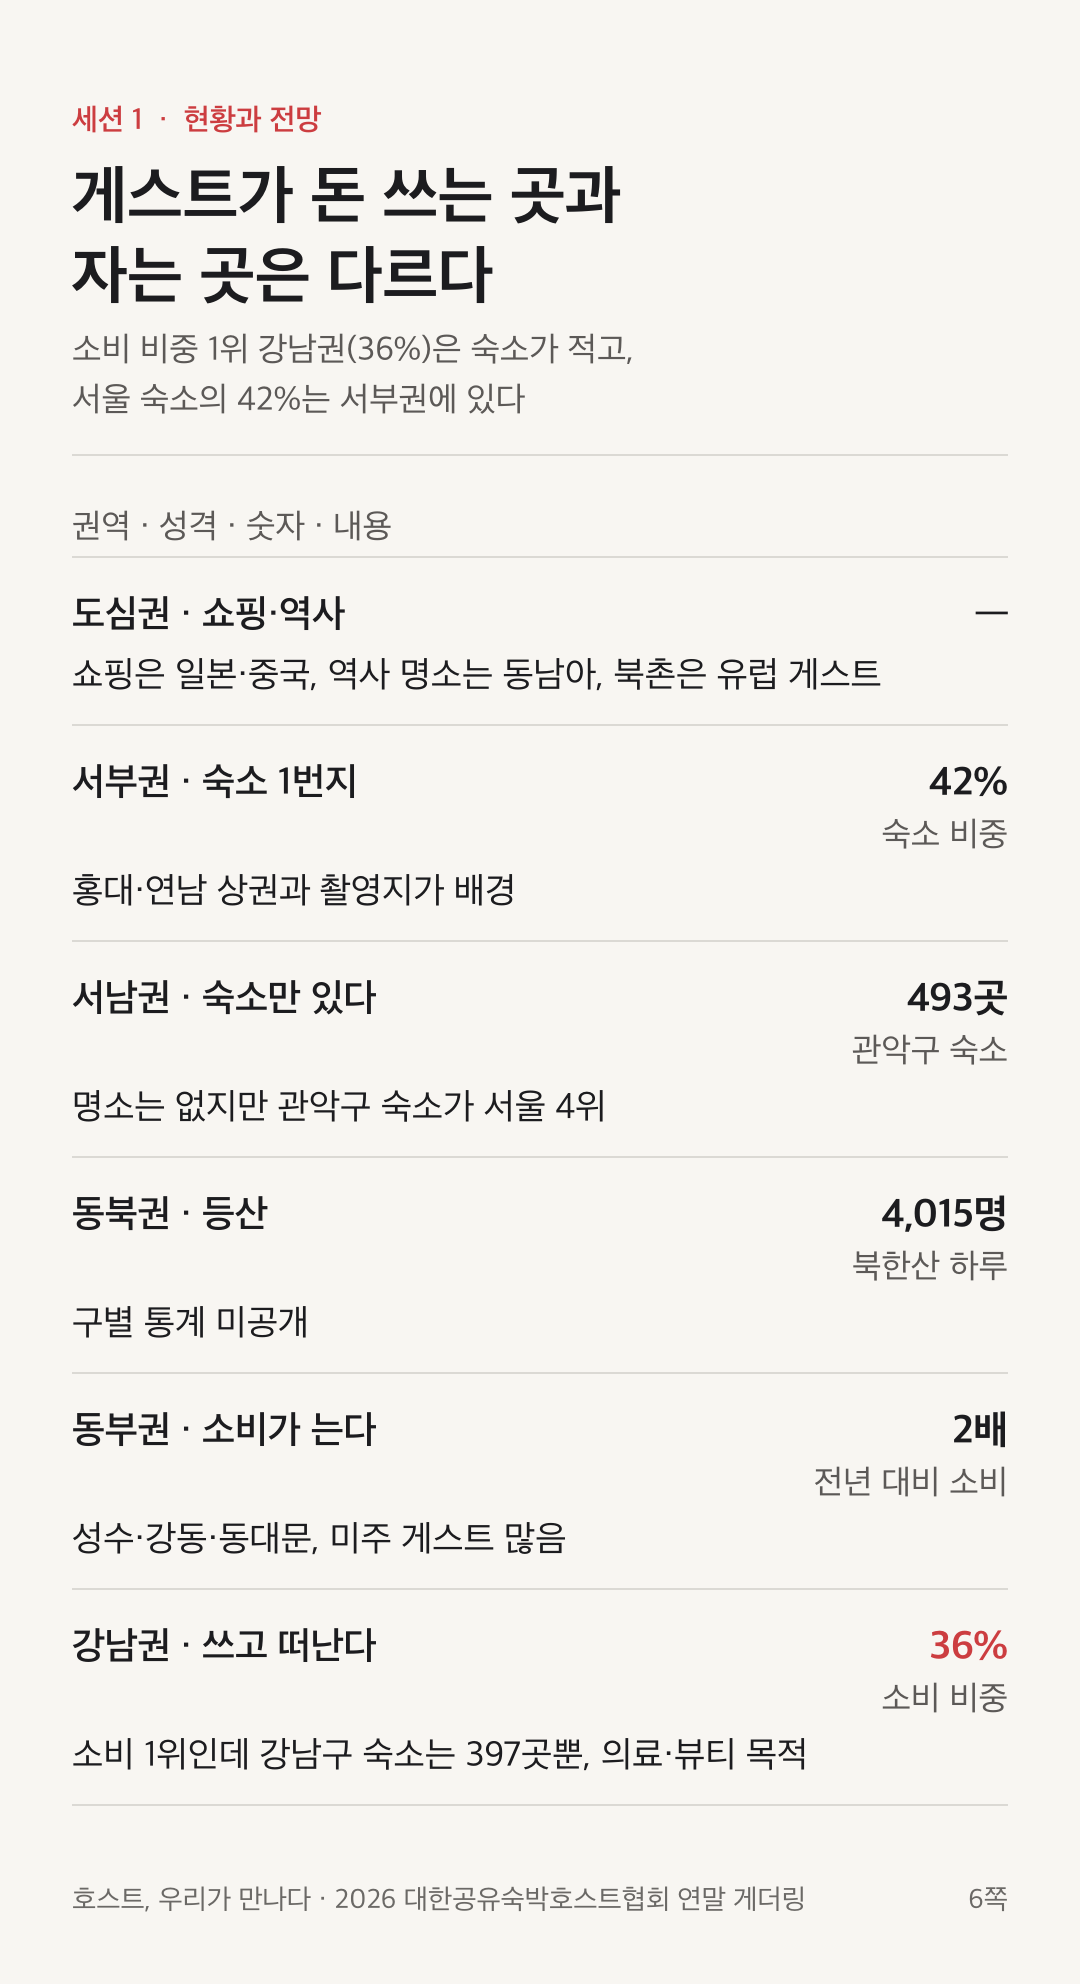 세션 1 · 현황과 전망
게스트가 돈 쓰는 곳과
자는 곳은 다르다
소비 비중 1위 강남권(36%)은 숙소가 적고,
서울 숙소의 42%는 서부권에 있다
권역 · 성격 · 숫자 · 내용
도심권 · 쇼핑·역사 —
쇼핑은 일본·중국, 역사 명소는 동남아, 북촌은 유럽 게스트
서부권 · 숙소 1번지 42%
숙소 비중
홍대·연남 상권과 촬영지가 배경
서남권 · 숙소만 있다 493곳
관악구 숙소
명소는 없지만 관악구 숙소가 서울 4위
동북권 · 등산 4,015명
북한산 하루
구별 통계 미공개
동부권 · 소비가 는다 2배
전년 대비 소비
성수·강동·동대문, 미주 게스트 많음
강남권 · 쓰고 떠난다 36%
소비 비중
소비 1위인데 강남구 숙소는 397곳뿐, 의료·뷰티 목적
호스트, 우리가 만나다 · 2026 대한공유숙박호스트협회 연말 게더링 6쪽